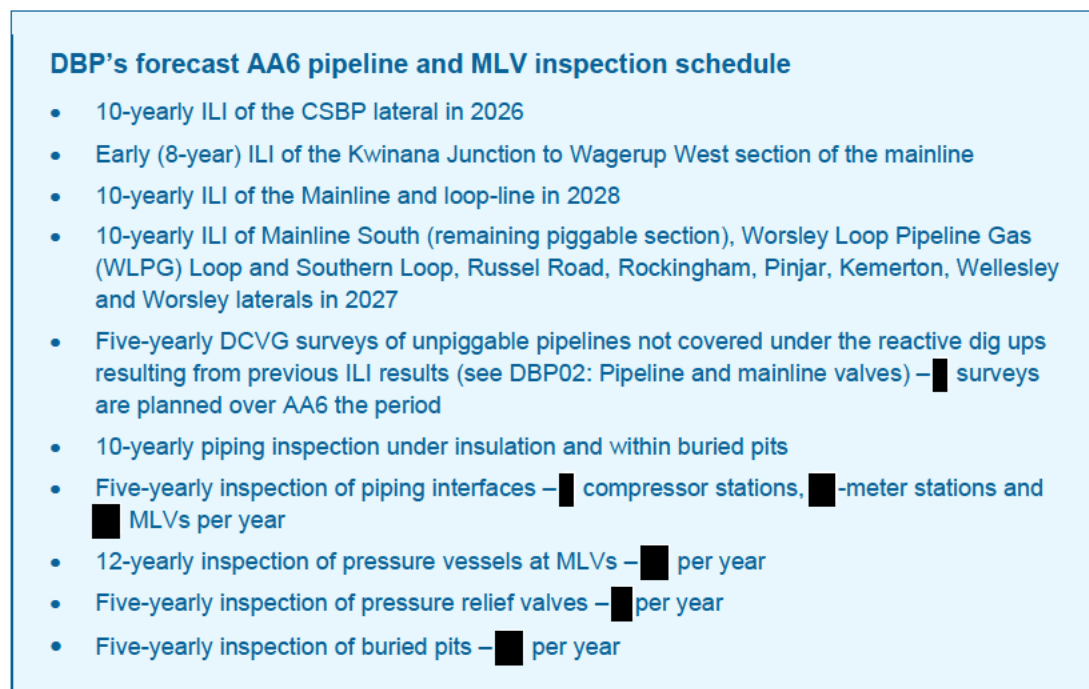 DBP's forecast AA6 pipeline and MLV inspection schedule
• 10-yearly ILI of the CSBP lateral in 2026
• Early (8-year) ILI of the Kwinana Junction to Wagerup West section of the mainline
• 10-yearly ILI of the Mainline and loop-line in 2028
• 10-yearly ILI of Mainline South (remaining piggable section), Worsley Loop Pipeline Gas
(WLPG) Loop and Southern Loop, Russel Road, Rockingham, Pinjar, Kemerton, Wellesley
and Worsley laterals in 2027
• Five-yearly DCVG surveys of unpiggable pipelines not covered under the reactive dig ups
resulting from previous ILI results (see DBP02: Pipeline and mainline valves) – surveys
are planned over AA6 the period
• 10-yearly piping inspection under insulation and within buried pits
• Five-yearly inspection of piping interfaces – compressor stations, -meter stations and
MLVs per year
• 12-yearly inspection of pressure vessels at MLVs – per year
• Five-yearly inspection of pressure relief valves – per year
• Five-yearly inspection of buried pits – per year